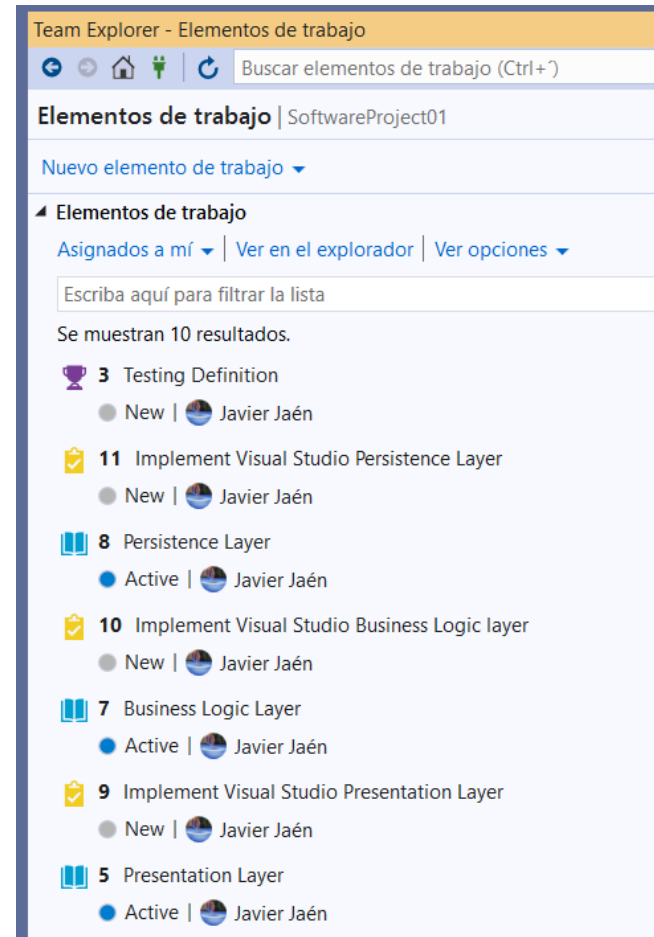 Team Explorer - Elementos de trabajo
Buscar elementos de trabajo (Ctrl+´)
Elementos de trabajo | SoftwareProject01
Nuevo elemento de trabajo
Elementos de trabajo
Asignados a mí | Ver en el explorador | Ver opciones
Escriba aquí para filtrar la lista
Se muestran 10 resultados.
3 Testing Definition
New | Javier Jaén
11 Implement Visual Studio Persistence Layer
New | Javier Jaén
8 Persistence Layer
Active | Javier Jaén
10 Implement Visual Studio Business Logic layer
New | Javier Jaén
7 Business Logic Layer
Active | Javier Jaén
9 Implement Visual Studio Presentation Layer
New | Javier Jaén
5 Presentation Layer
Active | Javier Jaén